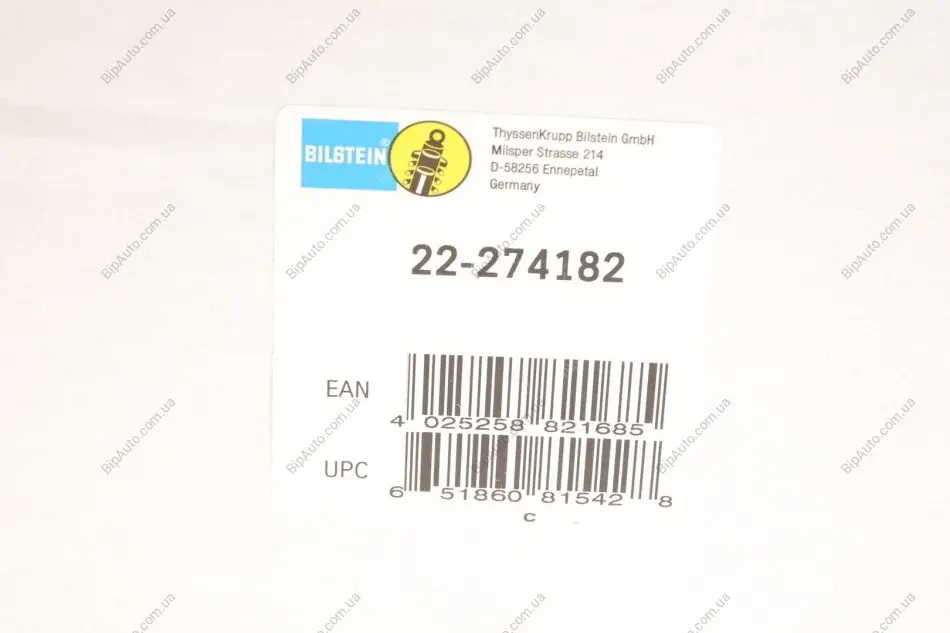 BILSTEIN®
ThyssenKrupp Bilstein GmbH
Milsper Strasse 214
D-58256 Ennepetal
Germany
22-274182
EAN
4 025258 821685
UPC
6 51860 81542 8
C
BipAuto.com.ua